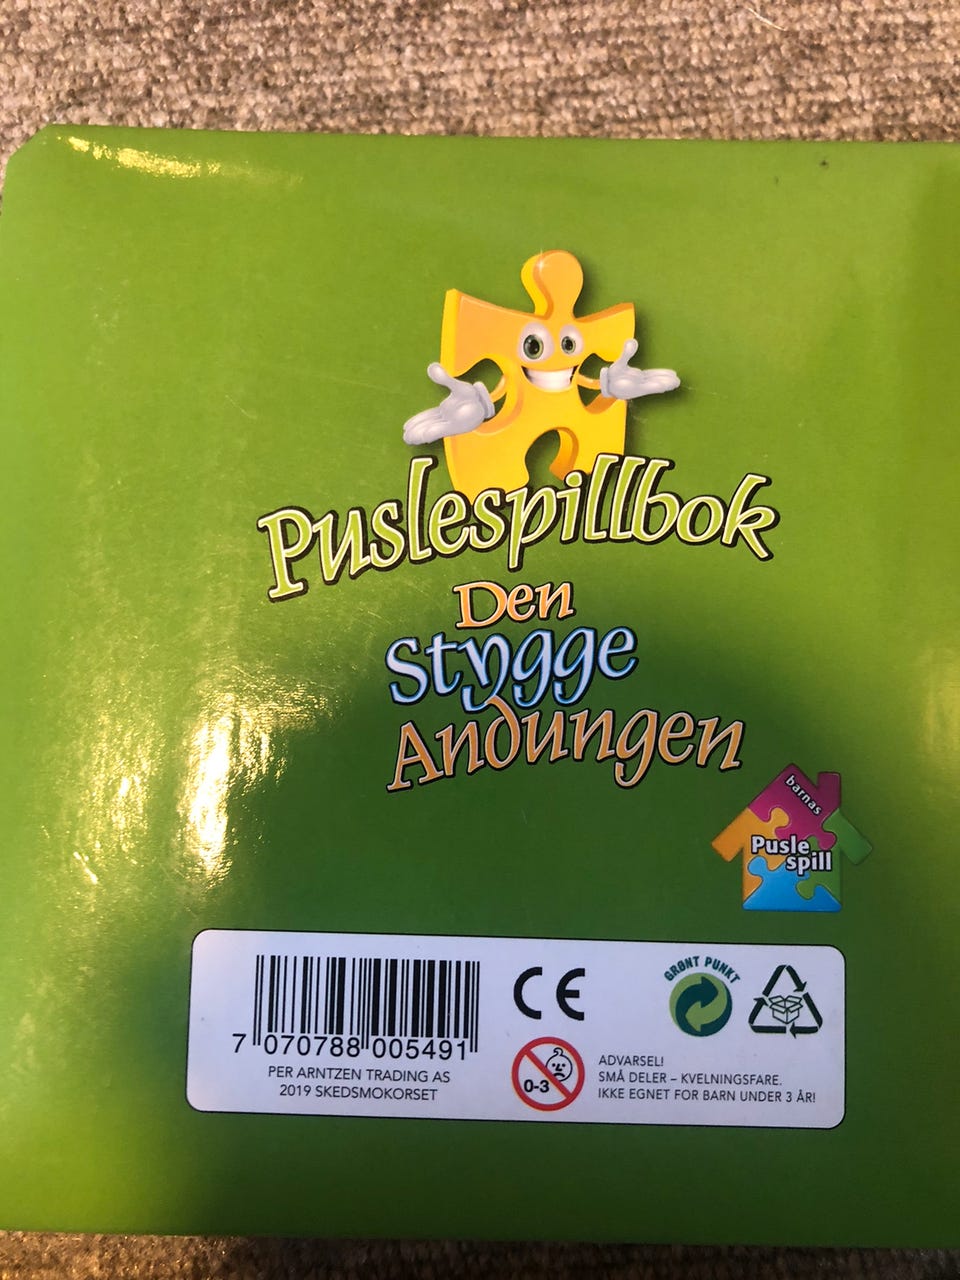 Puslespillbok
Den
Stygge
Andungen
barnas
Pusle
spill
7 070788 005491
PER ARNTZEN TRADING AS
2019 SKEDSMOKORSET
CE
GRØNT PUNKT
0-3
ADVARSEL!
SMÅ DELER – KVELNINGSFARE.
IKKE EGNET FOR BARN UNDER 3 ÅR!